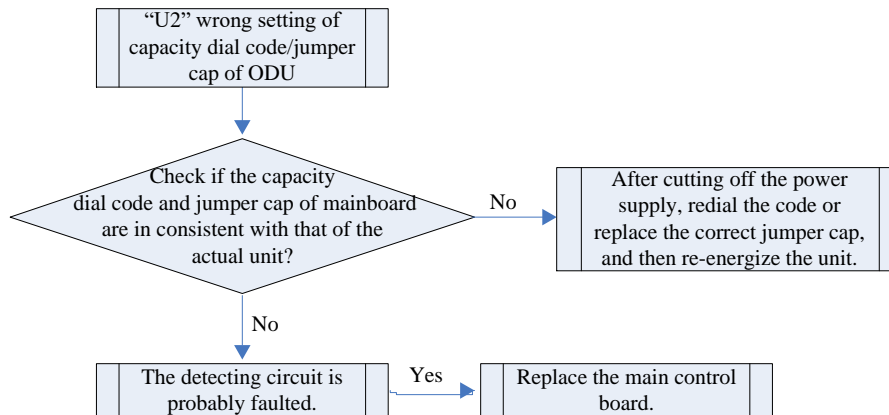 “U2” wrong setting of
capacity dial code/jumper
cap of ODU
Check if the capacity
dial code and jumper cap of mainboard
are in consistent with that of the
actual unit?
No
After cutting off the power
supply, redial the code or
replace the correct jumper cap,
and then re-energize the unit.
No
The detecting circuit is
probably faulted.
Yes
Replace the main control
board.